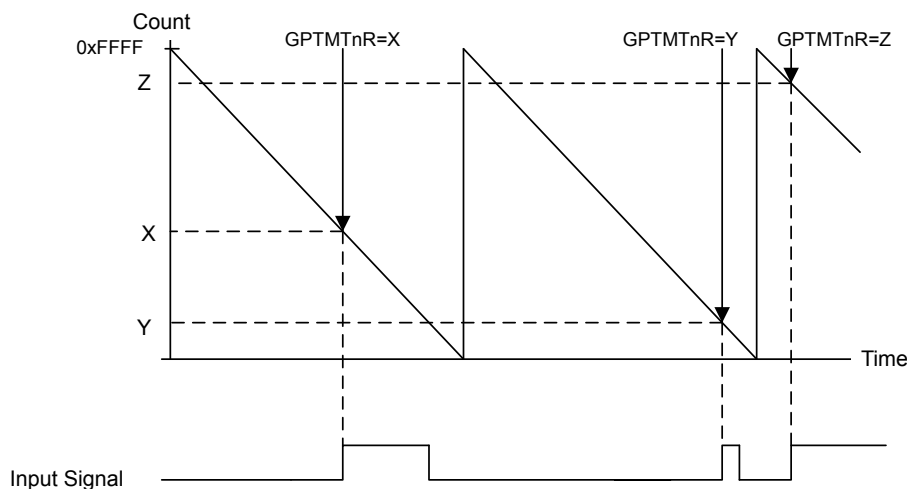 Count
0xFFFF
GPTMTnR=X
GPTMTnR=Y
GPTMTnR=Z
Z
X
Y
Time
Input Signal